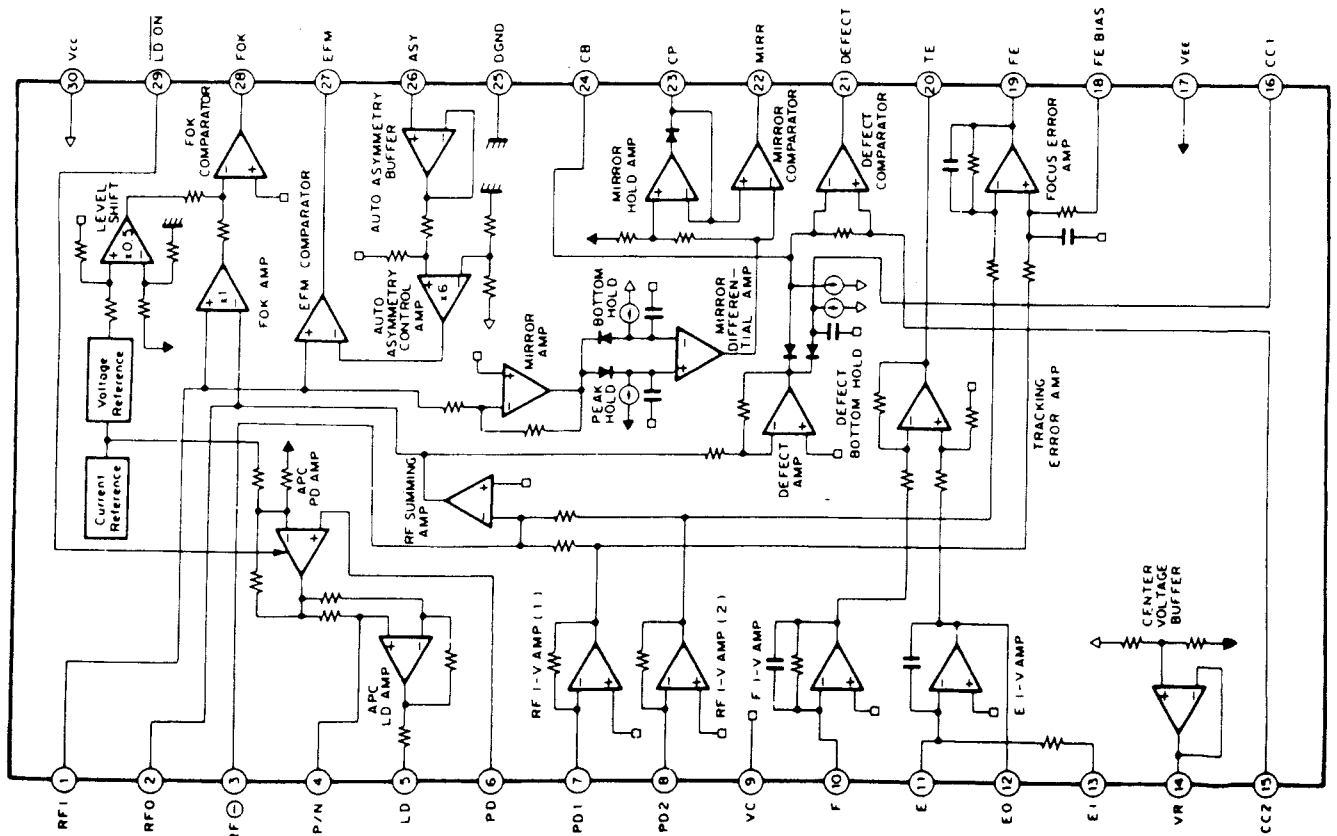 30 Vcc
29 LD ON
28 FOK
27 EFM
26 ASY
25 DGND
24 CB
23 CP
22 MIRR
21 DEFECT
20 TE
19 FE
18 FE BIAS
17 VEE
16 CC1
FOK
COMPARATOR
LEVEL
SHIFT
×0.5
FOK AMP
×1
Voltage
Reference
Current
Reference
EFM COMPARATOR
AUTO ASYMMETRY
BUFFER
AUTO
ASYMMETRY
CONTROL
AMP
×6
MIRROR
AMP
MIRROR
HOLD AMP
MIRROR
COMPARATOR
BOTTOM
HOLD
PEAK
HOLD
MIRROR
DIFFEREN-
TIAL AMP
DEFECT
COMPARATOR
DEFECT
AMP
DEFECT
BOTTOM HOLD
FOCUS ERROR
AMP
TRACKING
ERROR AMP
APC
PD AMP
RF SUMMING
AMP
APC
LD AMP
RF I-V AMP (1)
RF I-V AMP (2)
F I-V AMP
E I-V AMP
CENTER
VOLTAGE
BUFFER
1 RFI
2 RFO
3 RF⊖
4 P/N
5 LD
6 PD
7 PD1
8 PD2
9 VC
10 F
11 E
12 EO
13 EI
14 VR
15 CC2